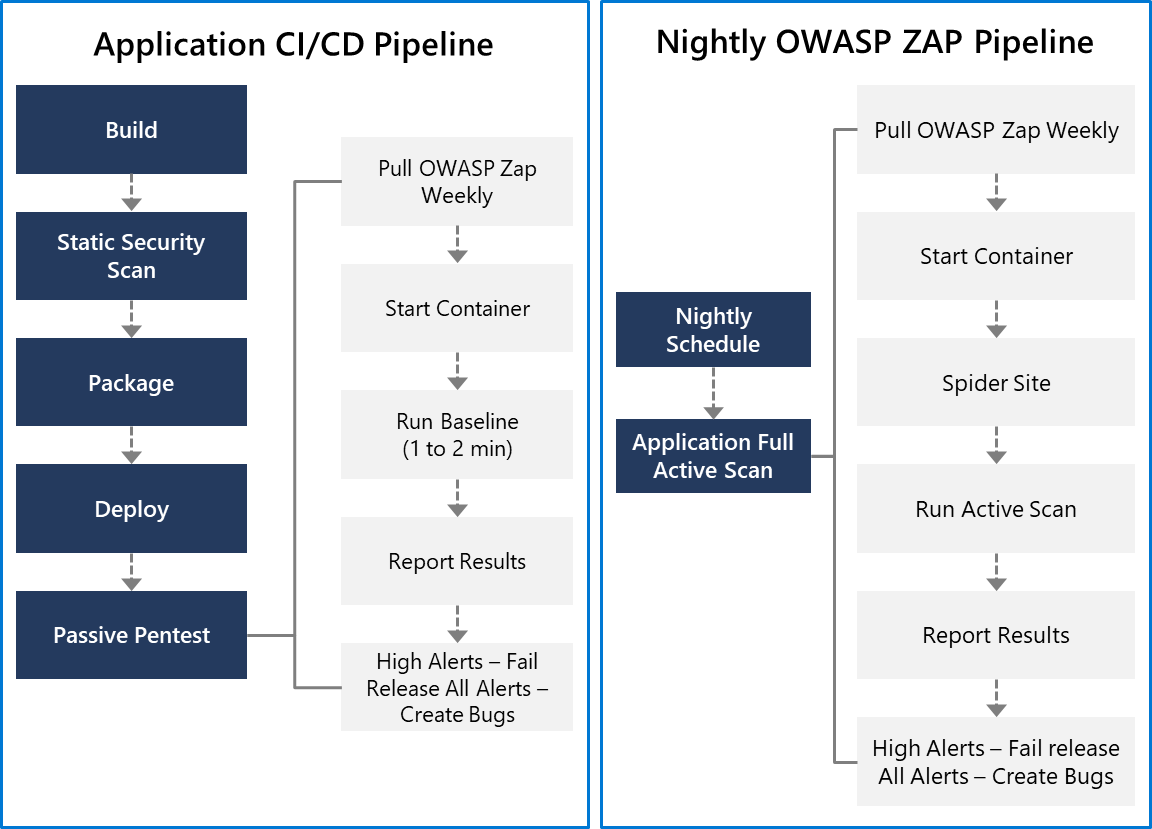 Application CI/CD Pipeline
Build
Static Security
Scan
Package
Deploy
Passive Pentest
Pull OWASP Zap
Weekly
Start Container
Run Baseline
(1 to 2 min)
Report Results
High Alerts – Fail
Release All Alerts –
Create Bugs
Nightly OWASP ZAP Pipeline
Nightly
Schedule
Application Full
Active Scan
Pull OWASP Zap Weekly
Start Container
Spider Site
Run Active Scan
Report Results
High Alerts – Fail release
All Alerts – Create Bugs